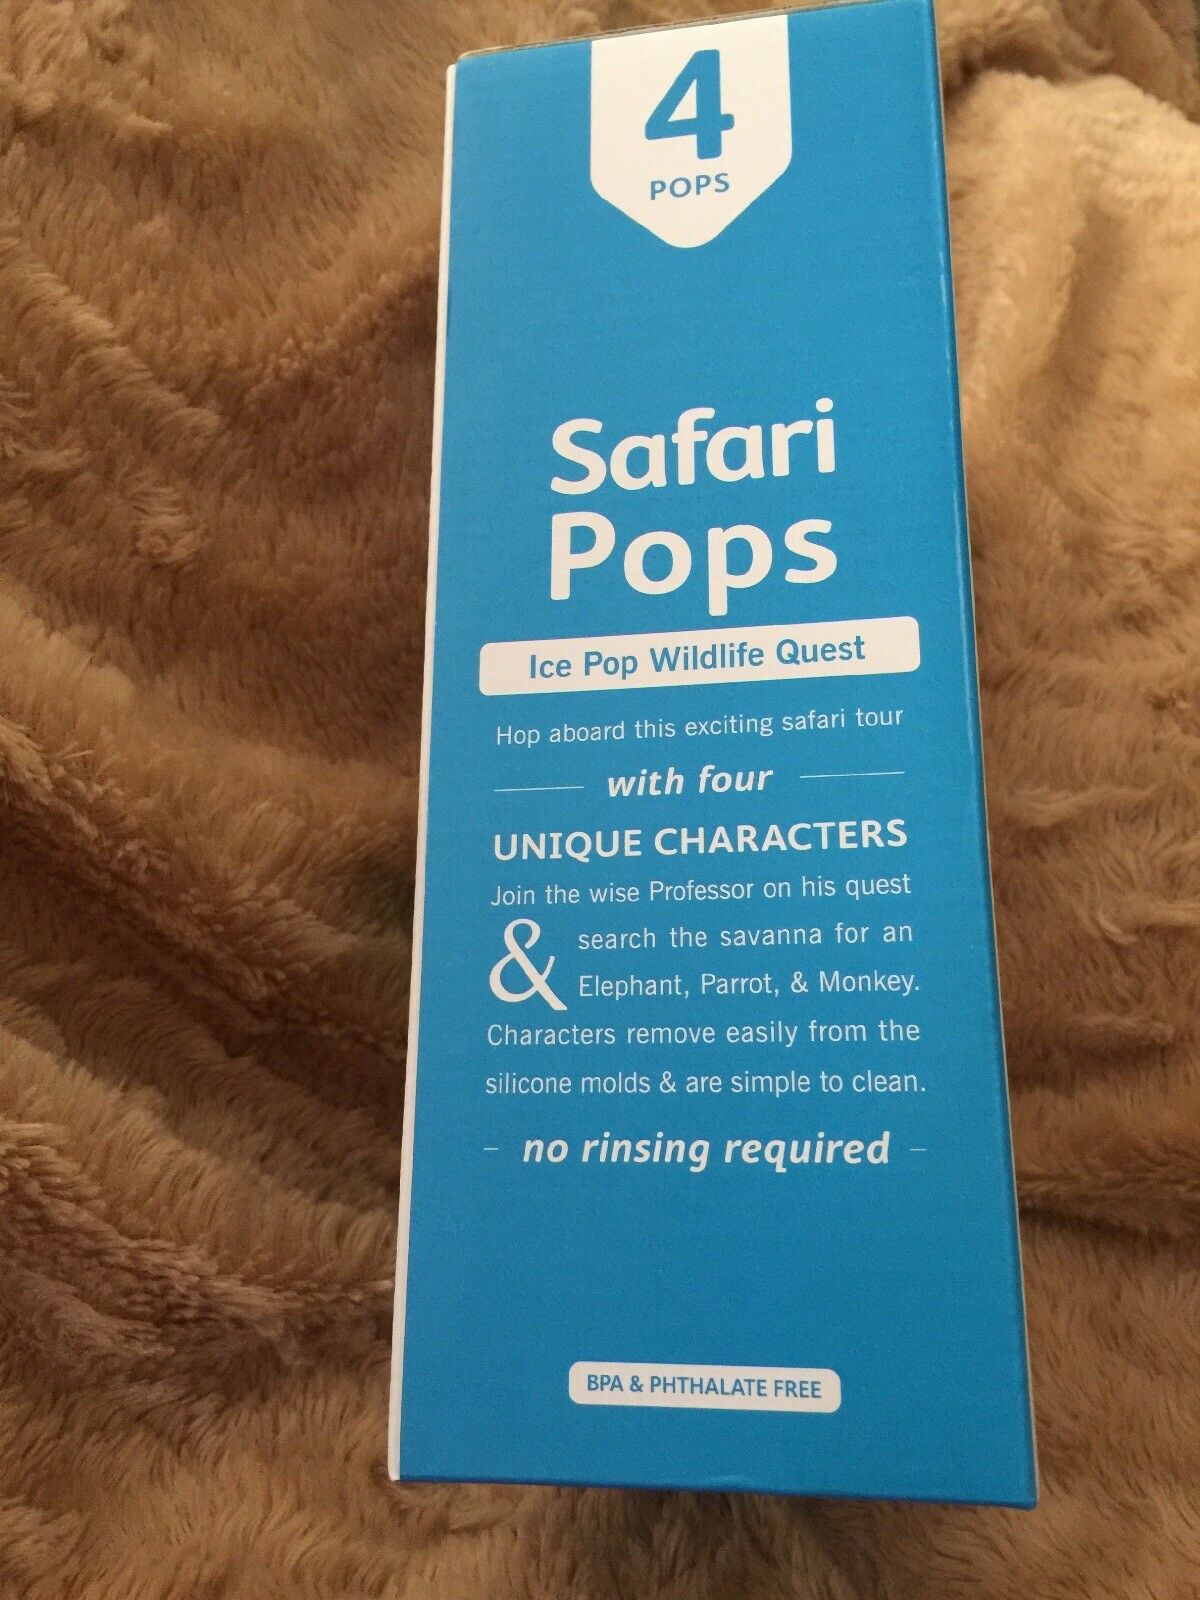 4
POPS
Safari
Pops
Ice Pop Wildlife Quest
Hop aboard this exciting safari tour
with four
UNIQUE CHARACTERS
Join the wise Professor on his quest
& search the savanna for an
Elephant, Parrot, & Monkey.
Characters remove easily from the
silicone molds & are simple to clean.
- no rinsing required -
BPA & PHTHALATE FREE